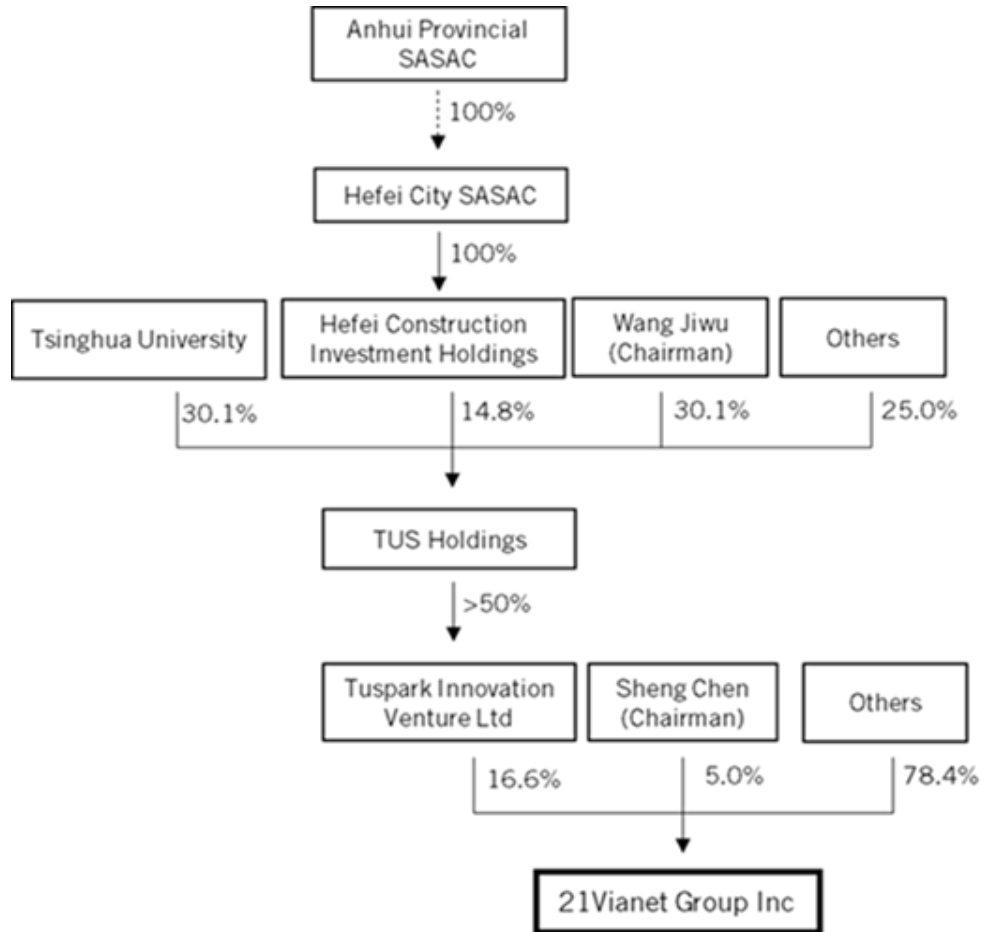 Anhui Provincial
SASAC
100%
Hefei City SASAC
100%
Tsinghua University
Hefei Construction
Investment Holdings
Wang Jiwu
(Chairman)
Others
30.1%
14.8%
30.1%
25.0%
TUS Holdings
>50%
Tuspark Innovation
Venture Ltd
Sheng Chen
(Chairman)
Others
16.6%
5.0%
78.4%
21Vianet Group Inc